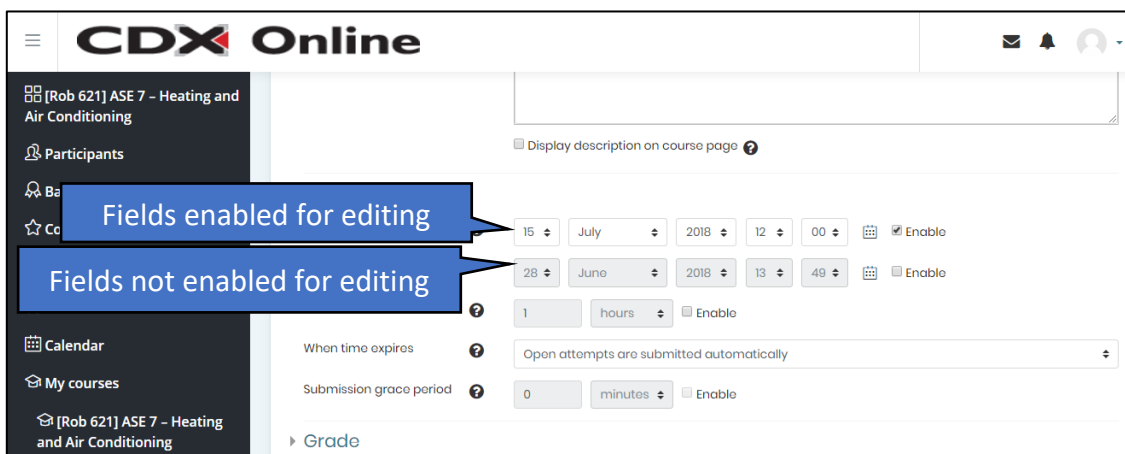 CDX Online
[Rob 621] ASE 7 – Heating and
Air Conditioning
Display description on course page
Participants
Ba
Fields enabled for editing
Co
15 July 2018 12 00 Enable
Fields not enabled for editing
28 June 2018 13 49 Enable
1 hours Enable
Calendar
When time expires
Open attempts are submitted automatically
My courses
Submission grace period
0 minutes Enable
[Rob 621] ASE 7 – Heating
and Air Conditioning
Grade